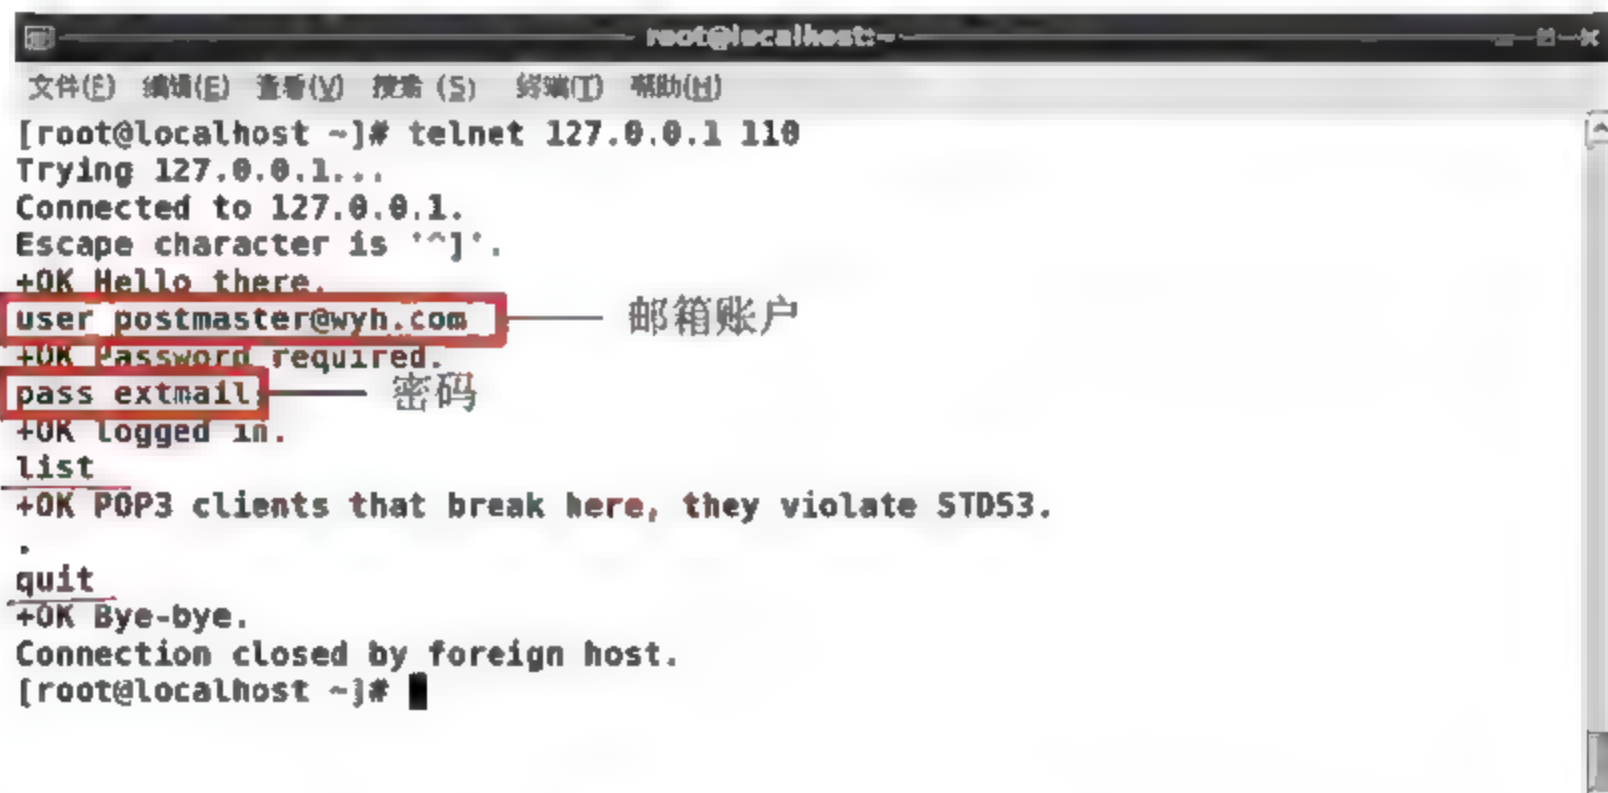 root@localhost:~
文件(F) 编辑(E) 查看(V) 搜索 (S) 终端(T) 帮助(H)
[root@localhost ~]# telnet 127.0.0.1 110
Trying 127.0.0.1...
Connected to 127.0.0.1.
Escape character is '^]'.
+OK Hello there.
user postmaster@wyh.com 邮箱账户
+OK Password required.
pass extmail 密码
+OK logged in.
list
+OK POP3 clients that break here, they violate STD53.
.
quit
+OK Bye-bye.
Connection closed by foreign host.
[root@localhost ~]#